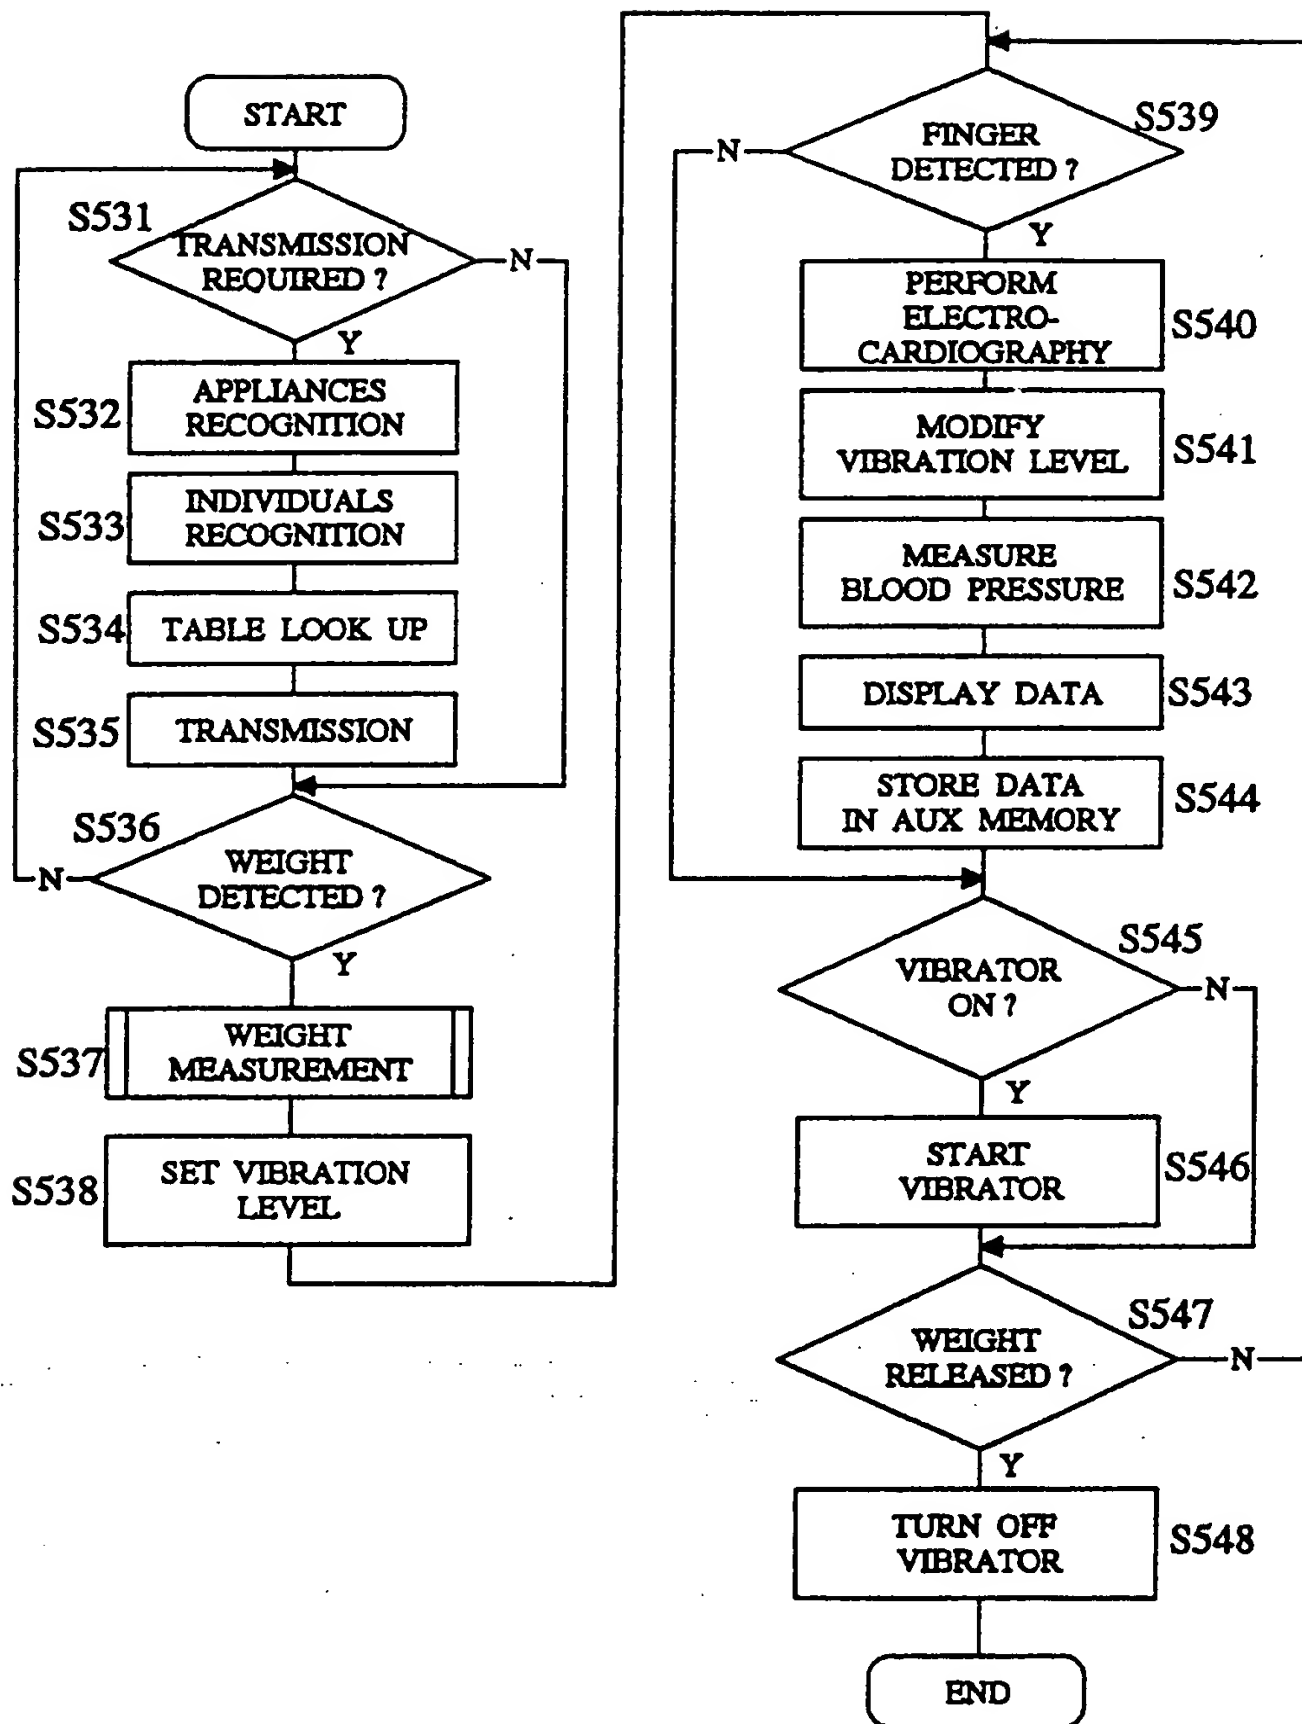 START
S531
TRANSMISSION
REQUIRED ?
N
Y
S532
APPLIANCES
RECOGNITION
S533
INDIVIDUALS
RECOGNITION
S534
TABLE LOOK UP
S535
TRANSMISSION
S536
WEIGHT
DETECTED ?
N
Y
S537
WEIGHT
MEASUREMENT
S538
SET VIBRATION
LEVEL
S539
FINGER
DETECTED ?
N
Y
PERFORM
ELECTRO-
CARDIOGRAPHY
S540
MODIFY
VIBRATION LEVEL
S541
MEASURE
BLOOD PRESSURE
S542
DISPLAY DATA
S543
STORE DATA
IN AUX MEMORY
S544
S545
VIBRATOR
ON ?
N
Y
START
VIBRATOR
S546
S547
WEIGHT
RELEASED ?
N
Y
TURN OFF
VIBRATOR
S548
END